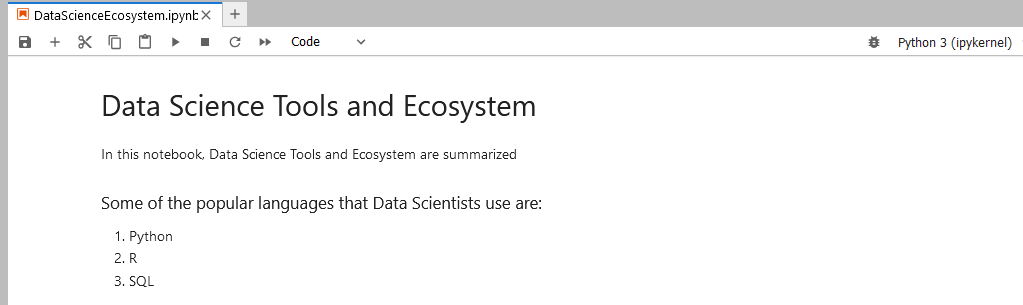 DataScienceEcosystem.ipynb
Code
Python 3 (ipykernel)
Data Science Tools and Ecosystem
In this notebook, Data Science Tools and Ecosystem are summarized
Some of the popular languages that Data Scientists use are:
1. Python
2. R
3. SQL